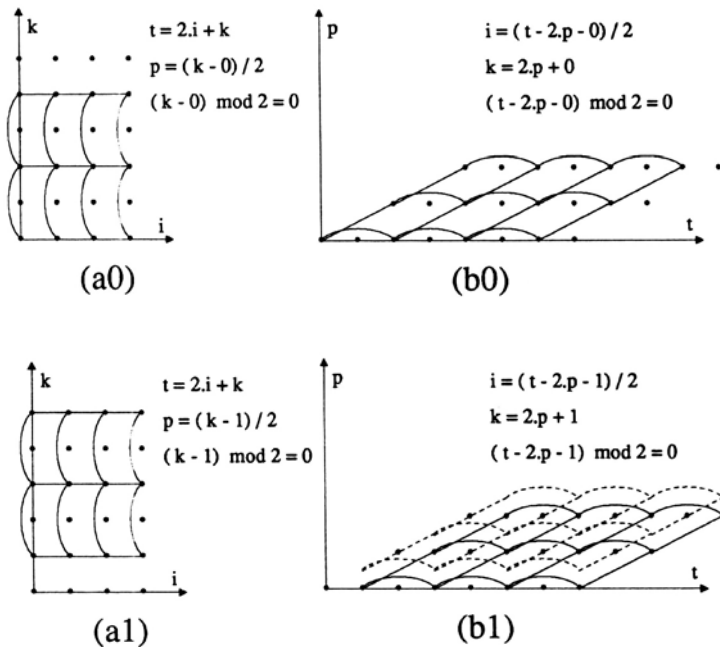 k
t = 2.i + k
p = ( k - 0 ) / 2
( k - 0 ) mod 2 = 0
i
(a0)
p
i = ( t - 2.p - 0 ) / 2
k = 2.p + 0
( t - 2.p - 0 ) mod 2 = 0
t
(b0)
k
t = 2.i + k
p = ( k - 1 ) / 2
( k - 1 ) mod 2 = 0
i
(a1)
p
i = ( t - 2.p - 1 ) / 2
k = 2.p + 1
( t - 2.p - 1 ) mod 2 = 0
t
(b1)